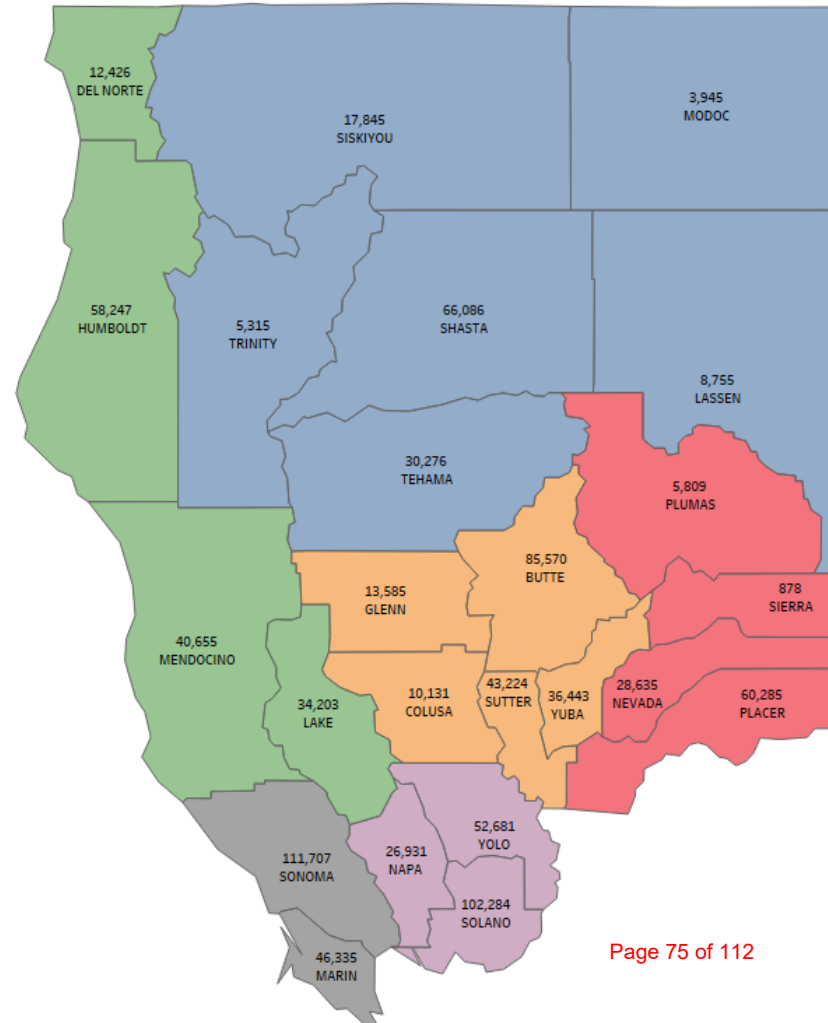 12,426
DEL NORTE
17,845
SISKIYOU
3,945
MODOC
58,247
HUMBOLDT
5,315
TRINITY
66,086
SHASTA
8,755
LASSEN
30,276
TEHAMA
5,809
PLUMAS
85,570
BUTTE
13,585
GLENN
878
SIERRA
40,655
MENDOCINO
34,203
LAKE
10,131
COLUSA
43,224
SUTTER
36,443
YUBA
28,635
NEVADA
60,285
PLACER
111,707
SONOMA
26,931
NAPA
52,681
YOLO
102,284
SOLANO
46,335
MARIN
Page 75 of 112